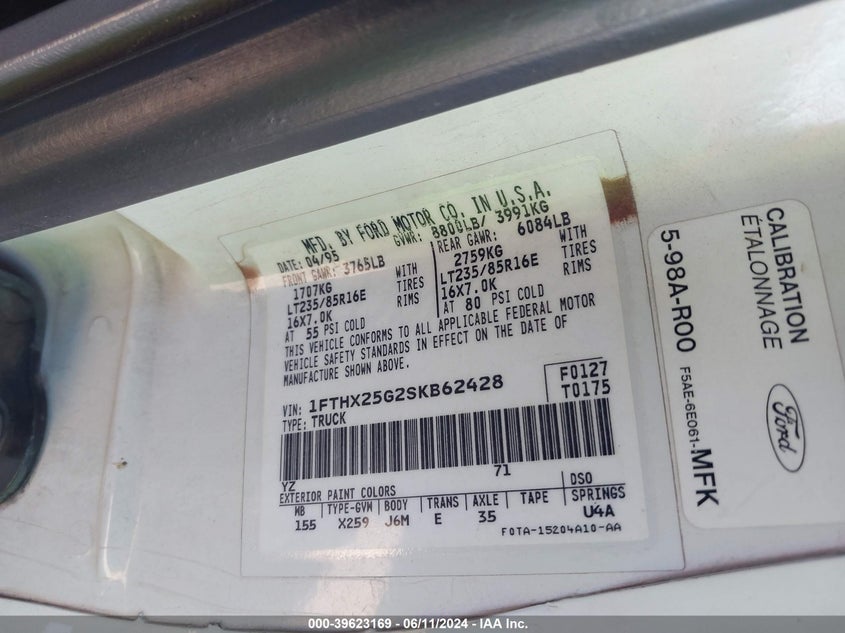 MFD. BY FORD MOTOR CO. IN U.S.A.
DATE: 04/95 GVWR: 8800LB/ 3991KG
FRONT GAWR: 3765LB REAR GAWR: 6084LB
1707KG WITH 2759KG WITH
LT235/85R16E TIRES LT235/85R16E TIRES
16X7.0K RIMS 16X7.0K RIMS
AT 55 PSI COLD AT 80 PSI COLD
THIS VEHICLE CONFORMS TO ALL APPLICABLE FEDERAL MOTOR
VEHICLE SAFETY STANDARDS IN EFFECT ON THE DATE OF
MANUFACTURE SHOWN ABOVE.
VIN: 1FTHX25G2SKB62428 F0127
TYPE: TRUCK T0175
YZ 71
EXTERIOR PAINT COLORS DSO
WB TYPE-GVM BODY TRANS AXLE TAPE SPRINGS
155 X259 J6M E 35 U4A
F0TA-15204A10-AA
CALIBRATION
ÉTALONNAGE
Ford
5-98A-R00 F5AE-6E061-MFK
000-39623169 - 06/11/2024 - IAA Inc.